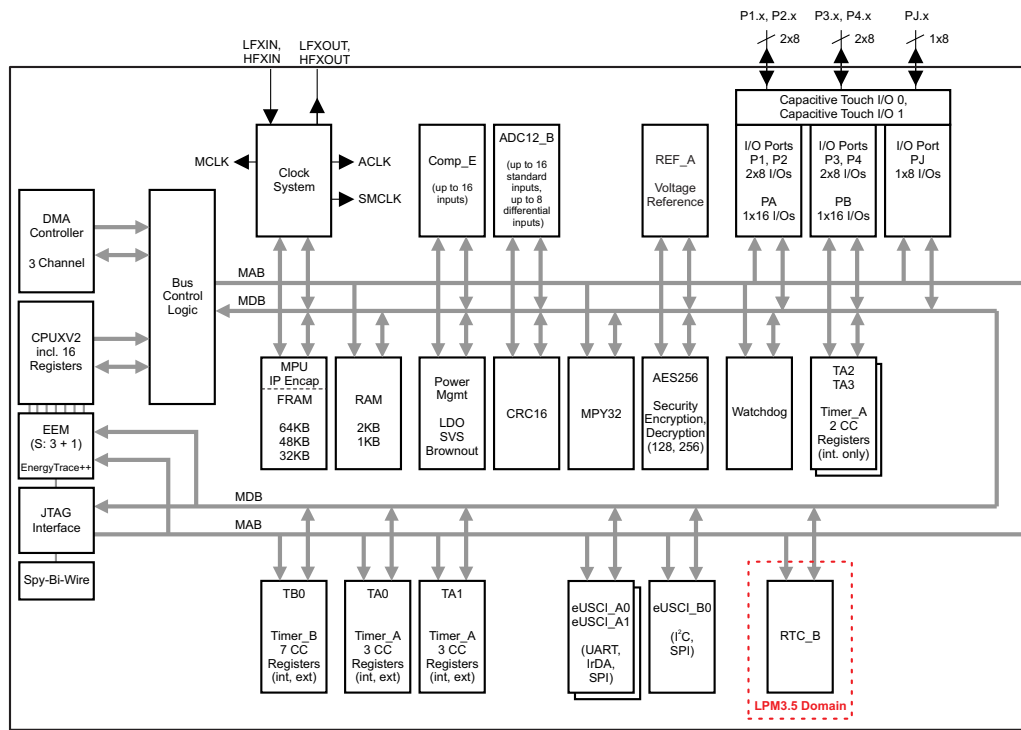 P1.x, P2.x
2x8
P3.x, P4.x
2x8
PJ.x
1x8
LFXIN,
HFXIN
LFXOUT,
HFXOUT
Capacitive Touch I/O 0,
Capacitive Touch I/O 1
MCLK
Clock
System
ACLK
SMCLK
Comp_E
(up to 16
inputs)
ADC12_B
(up to 16
standard
inputs,
up to 8
differential
inputs)
REF_A
Voltage
Reference
I/O Ports
P1, P2
2x8 I/Os
PA
1x16 I/Os
I/O Ports
P3, P4
2x8 I/Os
PB
1x16 I/Os
I/O Port
PJ
1x8 I/Os
DMA
Controller
3 Channel
Bus
Control
Logic
MAB
MDB
CPUXV2
incl. 16
Registers
MPU
IP Encap
FRAM
64KB
48KB
32KB
RAM
2KB
1KB
Power
Mgmt
LDO
SVS
Brownout
CRC16
MPY32
AES256
Security
Encryption,
Decryption
(128, 256)
Watchdog
TA2
TA3
Timer_A
2 CC
Registers
(int. only)
EEM
(S: 3 + 1)
EnergyTrace++
JTAG
Interface
Spy-Bi-Wire
MDB
MAB
TB0
Timer_B
7 CC
Registers
(int, ext)
TA0
Timer_A
3 CC
Registers
(int, ext)
TA1
Timer_A
3 CC
Registers
(int, ext)
eUSCI_A0
eUSCI_A1
(UART,
IrDA,
SPI)
eUSCI_B0
(I²C,
SPI)
RTC_B
LPM3.5 Domain